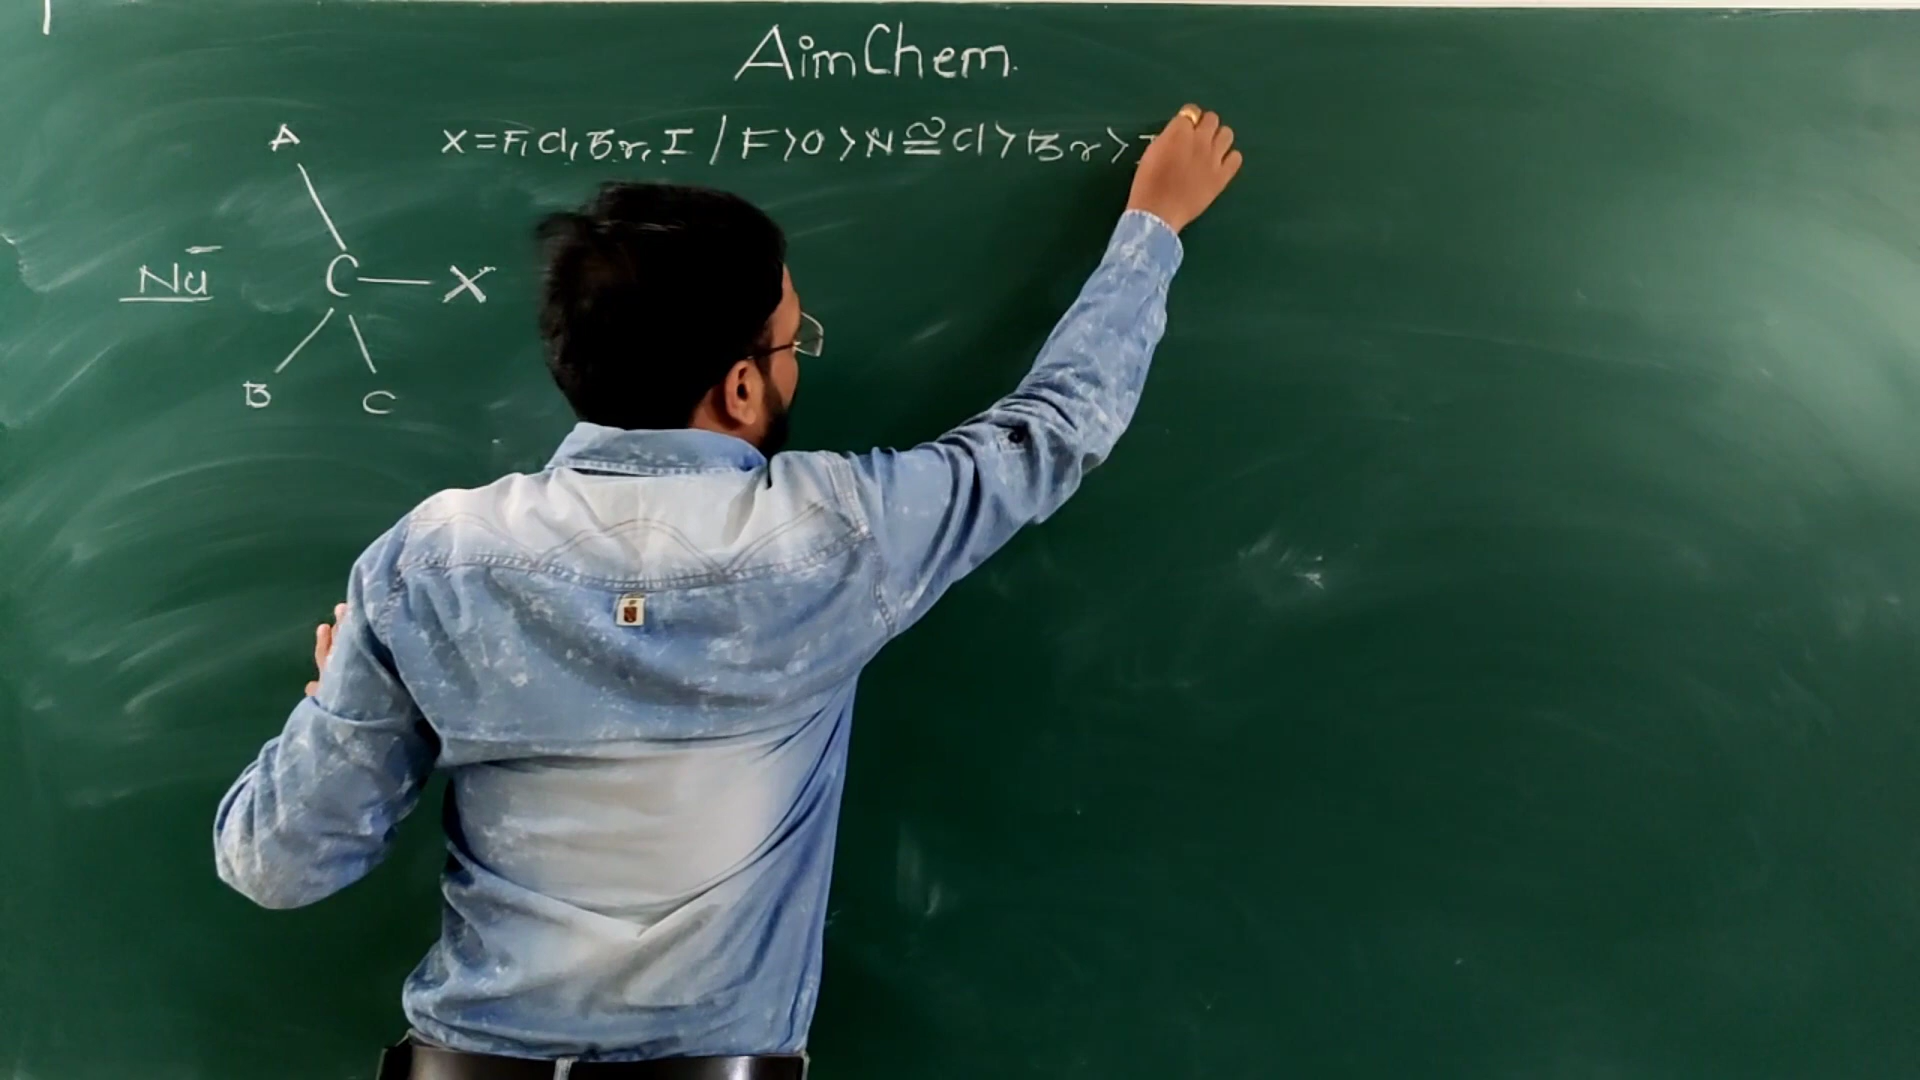 AimChem.
X=F, Cl, Br, I / F>O>N≅Cl>Br>I
A
Nu⁻
C—X
B C